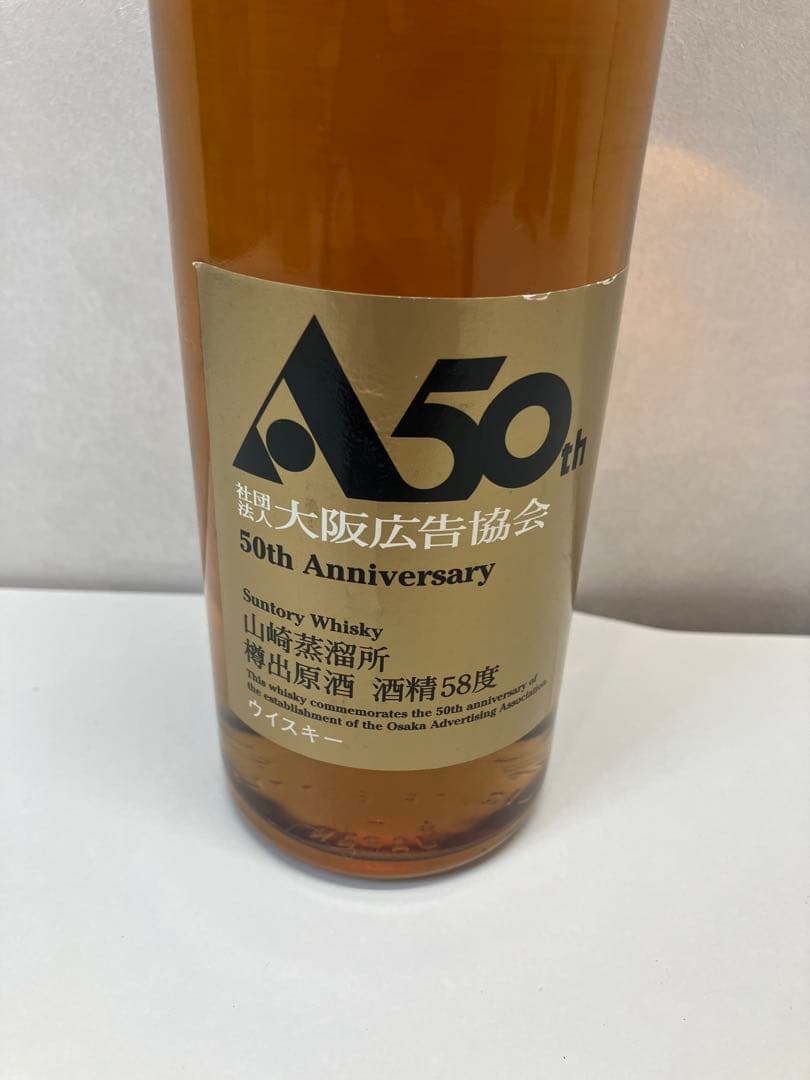 A50th
社団法人 大阪広告協会
50th Anniversary
Suntory Whisky
山崎蒸溜所
樽出原酒 酒精58度
This whisky commemorates the 50th anniversary of
the establishment of the Osaka Advertising Association
ウイスキー